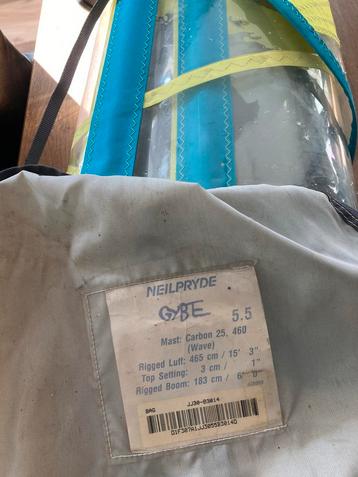 NEILPRYDE
GYBE 5.5
Mast: Carbon 25, 460
(Wave)
Rigged Luff: 465 cm / 15' 3"
Top Setting: 3 cm / 1"
Rigged Boom: 183 cm / 6' 0"
BAG JJ30-B3014